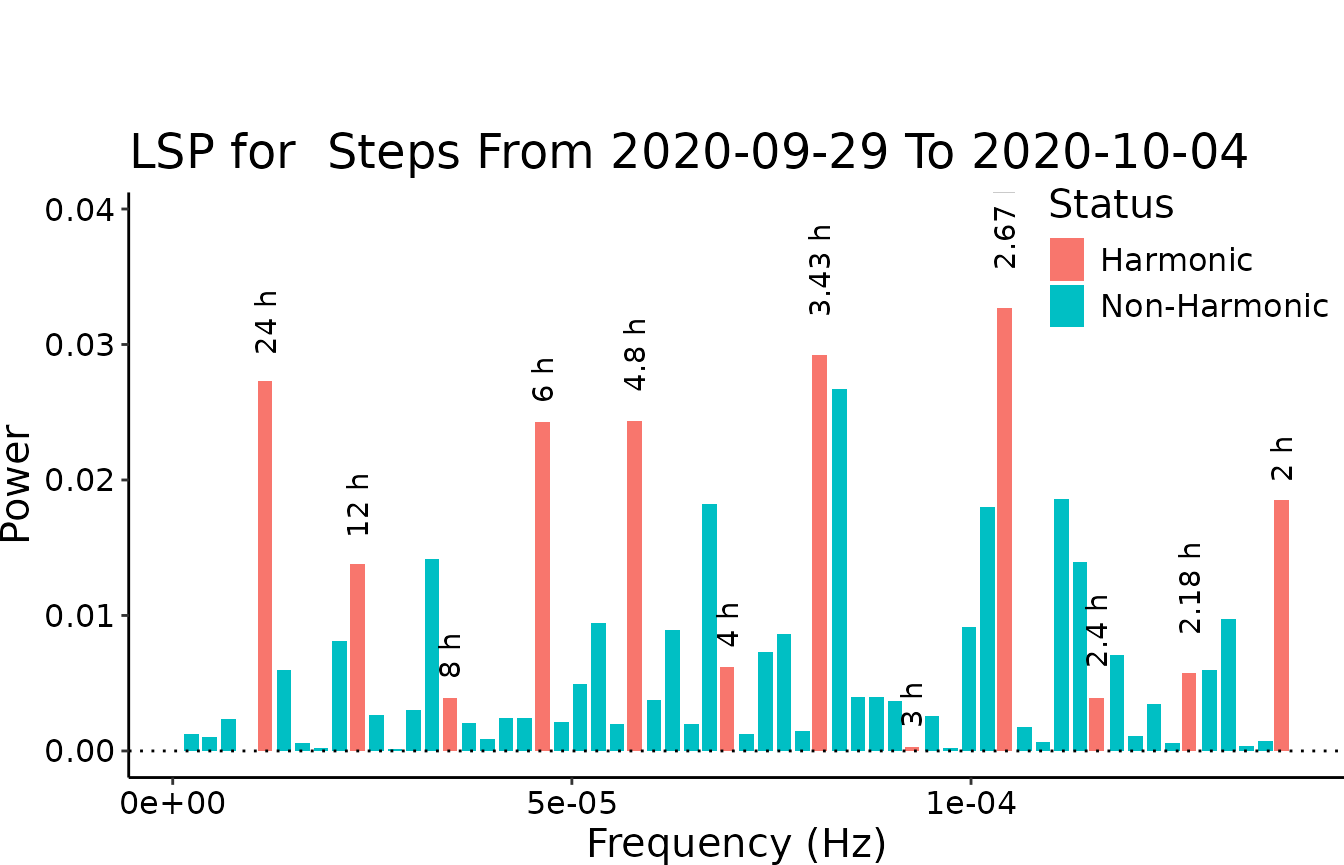 LSP for  Steps From 2020-09-29 To 2020-10-04
Status
Harmonic
Non-Harmonic
Power
0.04
0.03
0.02
0.01
0.00
24 h
12 h
8 h
6 h
4.8 h
4 h
3.43 h
3 h
2.67
2.4 h
2.18 h
2 h
0e+00
5e-05
1e-04
Frequency (Hz)